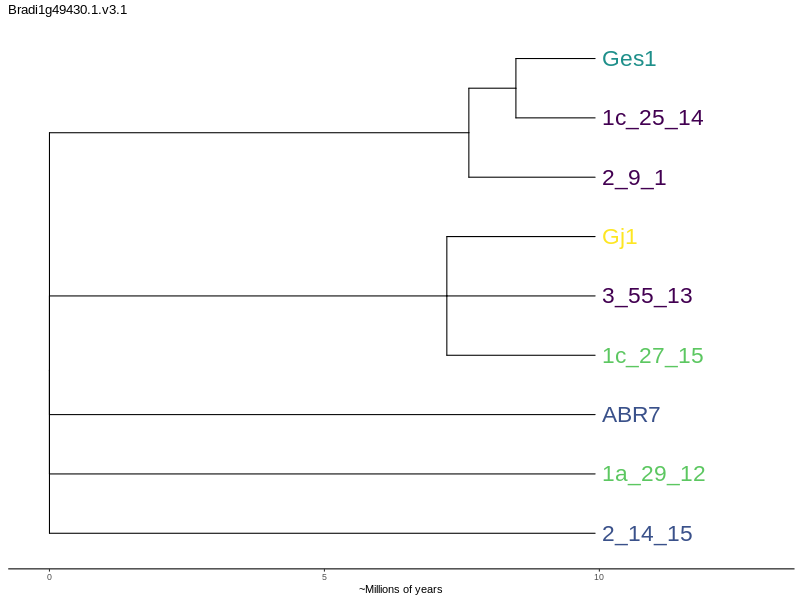 Bradi1g49430.1.v3.1
Ges1
1c_25_14
2_9_1
Gj1
3_55_13
1c_27_15
ABR7
1a_29_12
2_14_15
0 5 10
~Millions of years